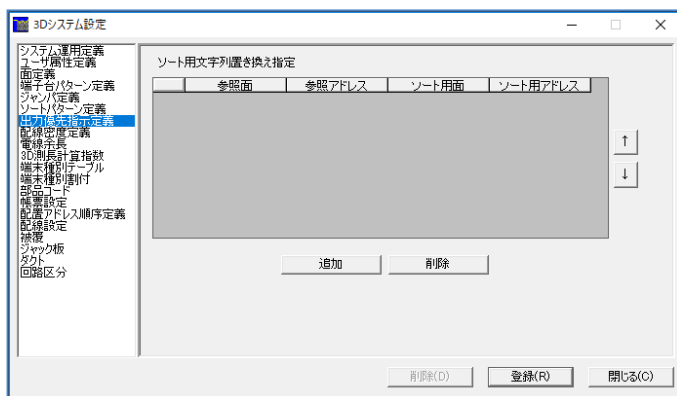 3Dシステム設定
システム運用定義
ユーザ属性定義
面定義
端子台パターン定義
ジャンパ定義
ソートパターン定義
出力優先指示定義
配線密度定義
電線余長
3D測長計算指数
端末種別テーブル
端末種別割付
部品コード
帳票設定
配置アドレス順序定義
配線設定
被覆
ジャック板
ダクト
回路区分
ソート用文字列置き換え指定
参照面 参照アドレス ソート用面 ソート用アドレス
↑
↓
追加 削除
削除(D) 登録(R) 閉じる(C)